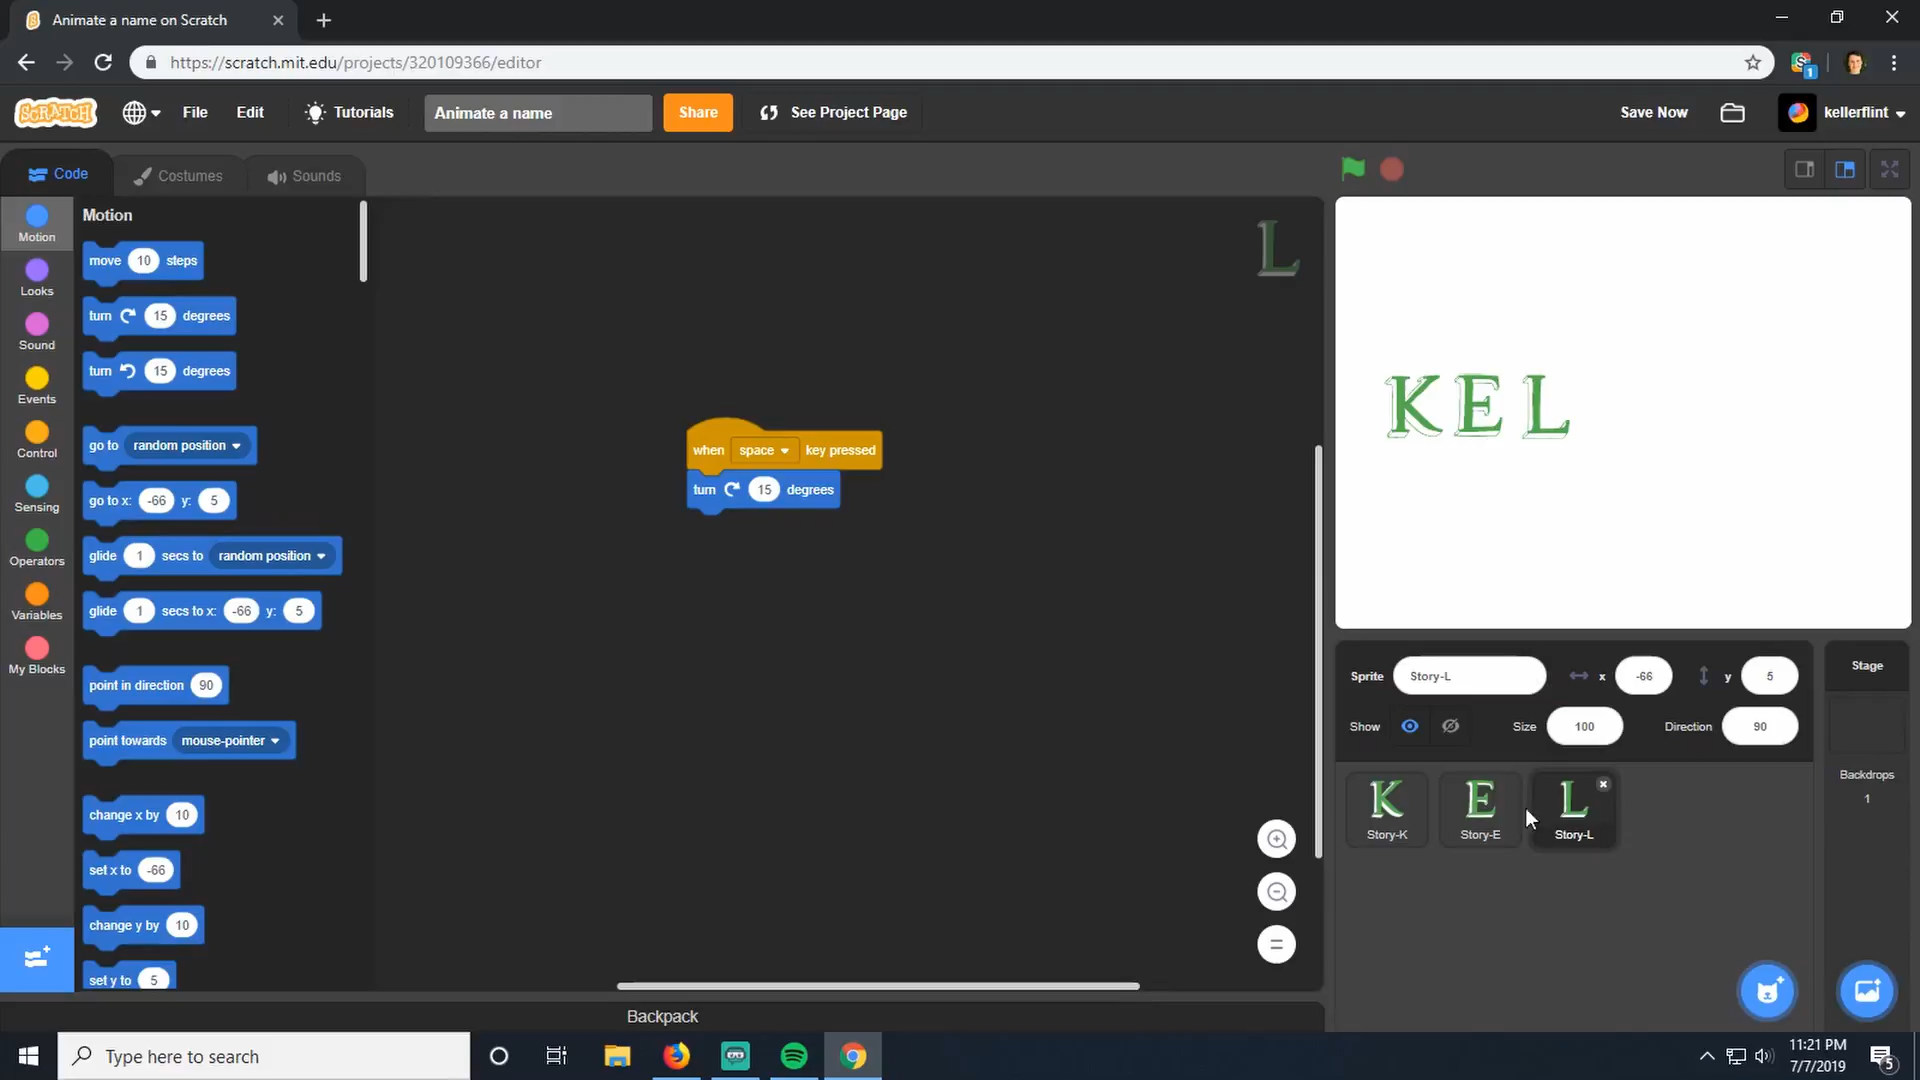 Animate a name on Scratch
https://scratch.mit.edu/projects/320109366/editor
1
SCRATCH File Edit Tutorials Animate a name Share See Project Page Save Now kellerflint
Code Costumes Sounds
Motion
Looks
Sound
Events
Control
Sensing
Operators
Variables
My Blocks
Motion
move 10 steps
turn 15 degrees
turn 15 degrees
go to random position
go to x: -66 y: 5
glide 1 secs to random position
glide 1 secs to x: -66 y: 5
point in direction 90
point towards mouse-pointer
change x by 10
set x to -66
change y by 10
set y to 5
L
when space key pressed
turn 15 degrees
Backpack
K E L
Sprite Story-L x -66 y 5
Show Size 100 Direction 90
K E L
Story-K Story-E Story-L
Stage
Backdrops
1
Type here to search
11:21 PM
7/7/2019
5